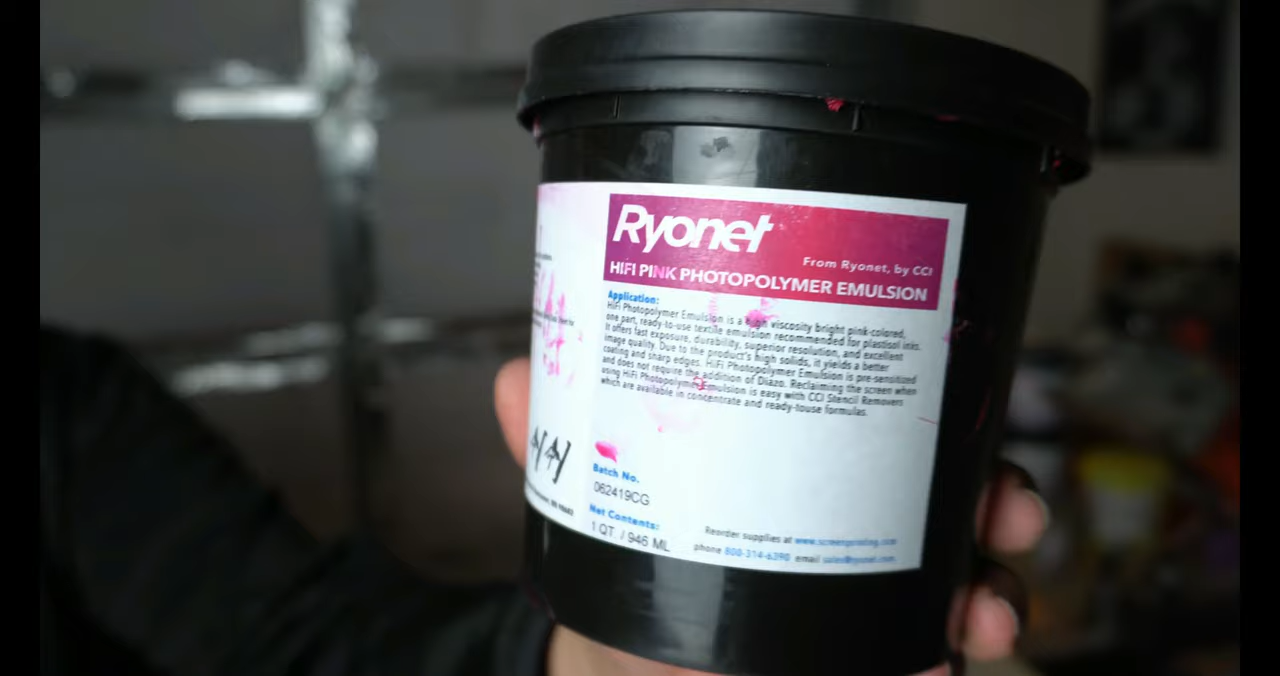 Ryonet
From Ryonet, by CCI
HIFI PINK PHOTOPOLYMER EMULSION
Application:
HiFi Photopolymer Emulsion is a high viscosity bright pink-colored,
one part, ready-to-use textile emulsion recommended for plastisol inks.
It offers fast exposure, durability, superior resolution, and excellent
image quality. Due to the product's high solids, it yields a better
coating and sharp edges. HiFi Photopolymer Emulsion is pre-sensitized
and does not require the addition of Diazo. Reclaiming the screen when
using HiFi Photopolymer Emulsion is easy with CCI Stencil Removers
which are available in concentrate and ready-touse formulas.
Batch No.
062419CG
Net Contents:
1 QT. / 946 ML
Reorder supplies at www.screenprinting.com
phone 800-314-6390 email sales@ryonet.com